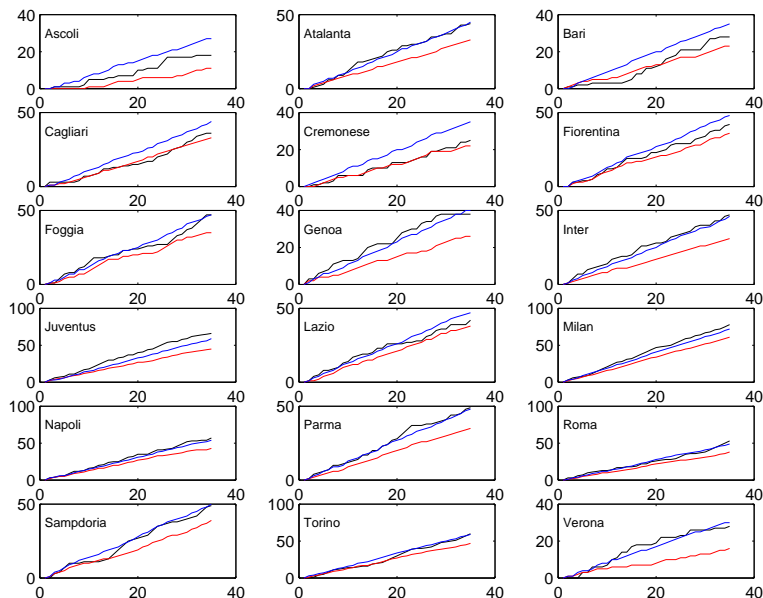 40 50 40
Ascoli Atalanta Bari
20 20
0 0 0
0 20 40 0 20 40 0 20 40
50 40 50
Cagliari Cremonese Fiorentina
20
0 0 0
0 20 40 0 20 40 0 20 40
50 40 50
Foggia Genoa Inter
20
0 0 0
0 20 40 0 20 40 0 20 40
100 50 100
Juventus Lazio Milan
50 50
0 0 0
0 20 40 0 20 40 0 20 40
100 50 100
Napoli Parma Roma
50 50
0 0 0
0 20 40 0 20 40 0 20 40
50 100 40
Sampdoria Torino Verona
50 20
0 0 0
0 20 40 0 20 40 0 20 40